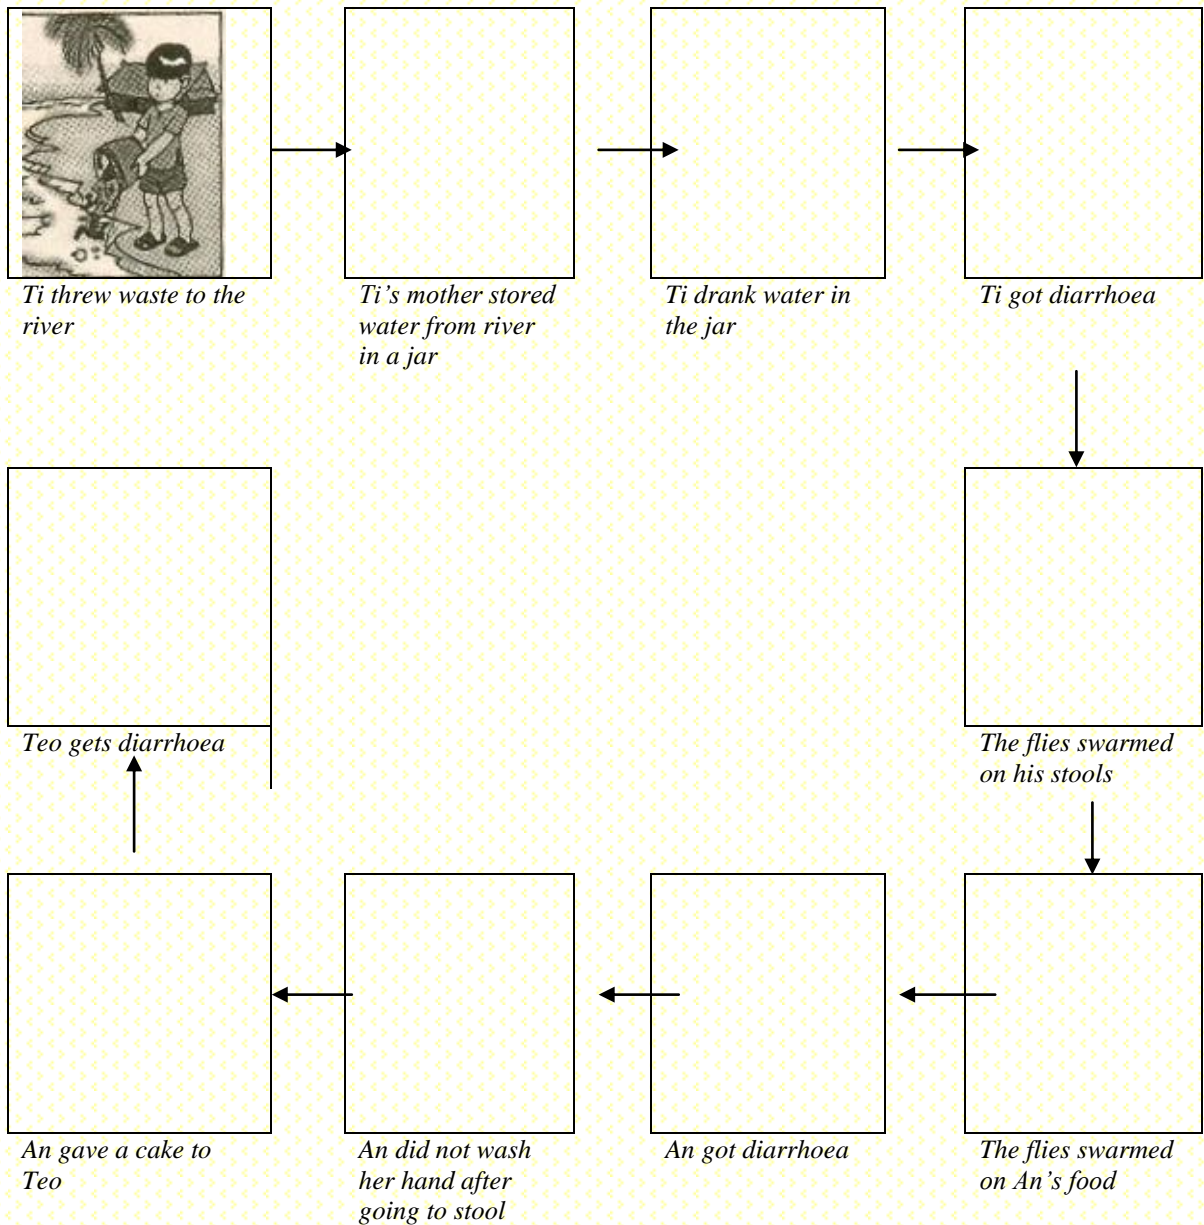 Ti threw waste to the
river
Ti’s mother stored
water from river
in a jar
Ti drank water in
the jar
Ti got diarrhoea
The flies swarmed
on his stools
The flies swarmed
on An’s food
An got diarrhoea
An did not wash
her hand after
going to stool
An gave a cake to
Teo
Teo gets diarrhoea